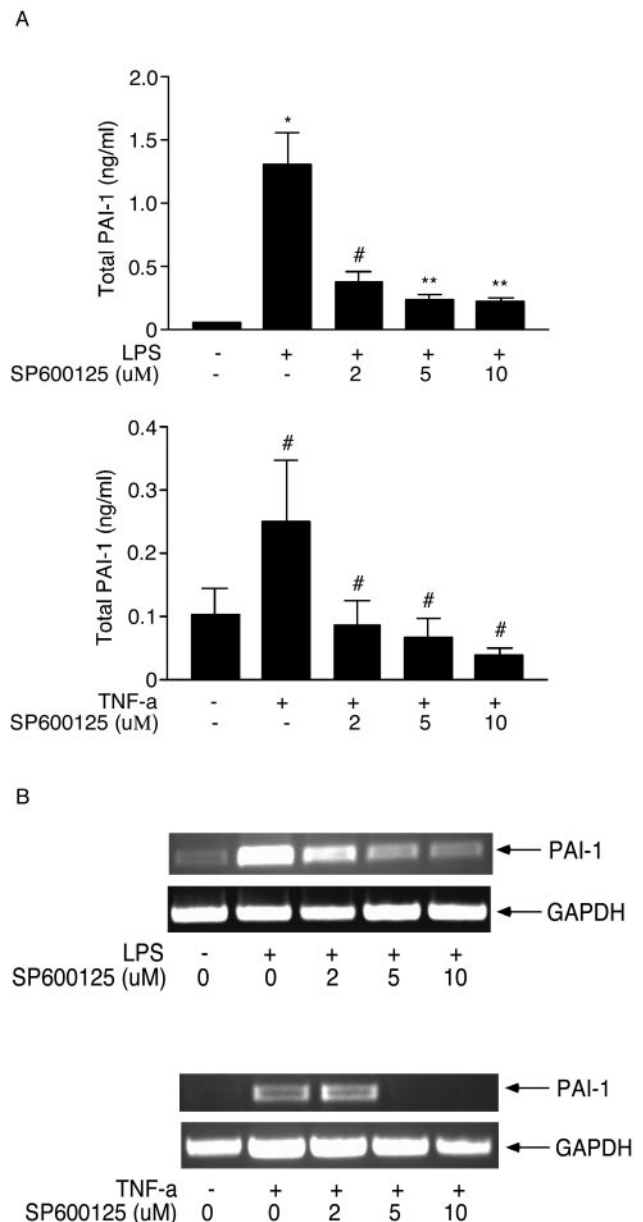 A
2.0
*
1.5
1.0
#
0.5
**
**
0
Total PAI-1 (ng/ml)
LPS - + + + +
SP600125 (uM) - - 2 5 10
0.4
#
0.3
0.2
#
#
0.1
#
0
Total PAI-1 (ng/ml)
TNF-a - + + + +
SP600125 (uM) - - 2 5 10
B
PAI-1
GAPDH
LPS - + + + +
SP600125 (uM) 0 0 2 5 10
PAI-1
GAPDH
TNF-a - + + + +
SP600125 (uM) 0 0 2 5 10